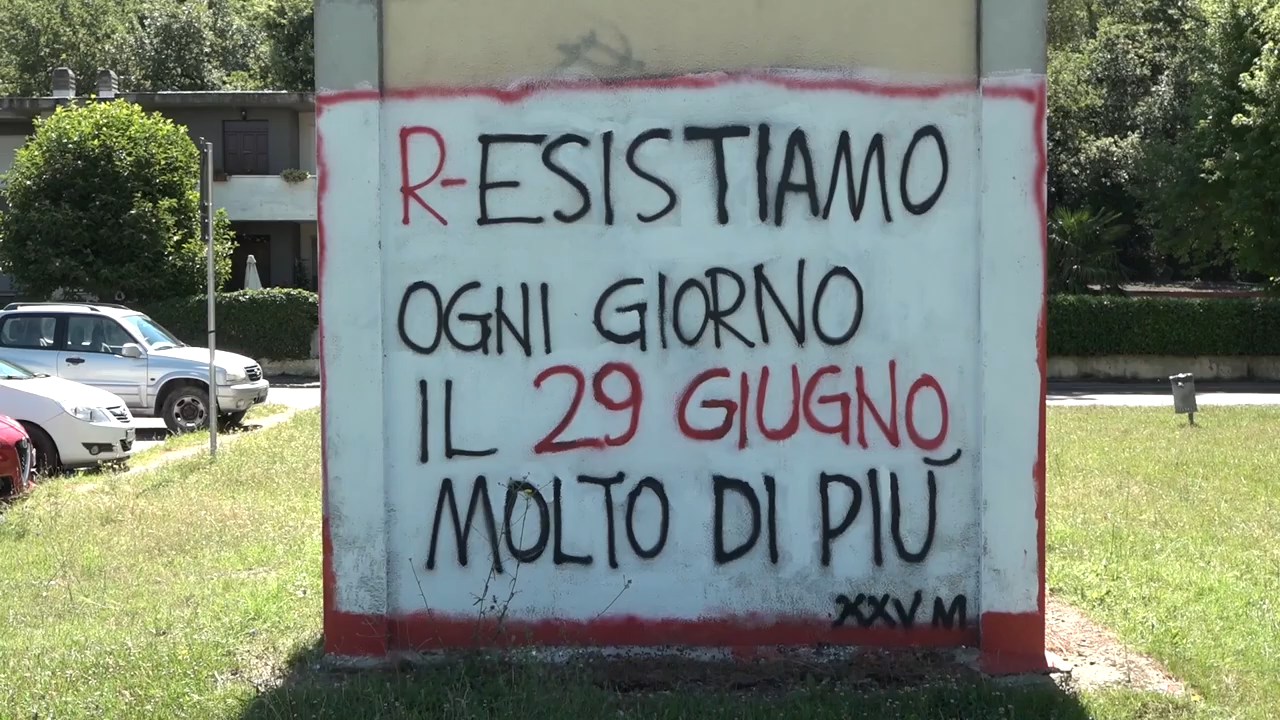 R-ESISTIAMO
OGNI GIORNO
IL 29 GIUGNO
MOLTO DI PIÙ
XXV M